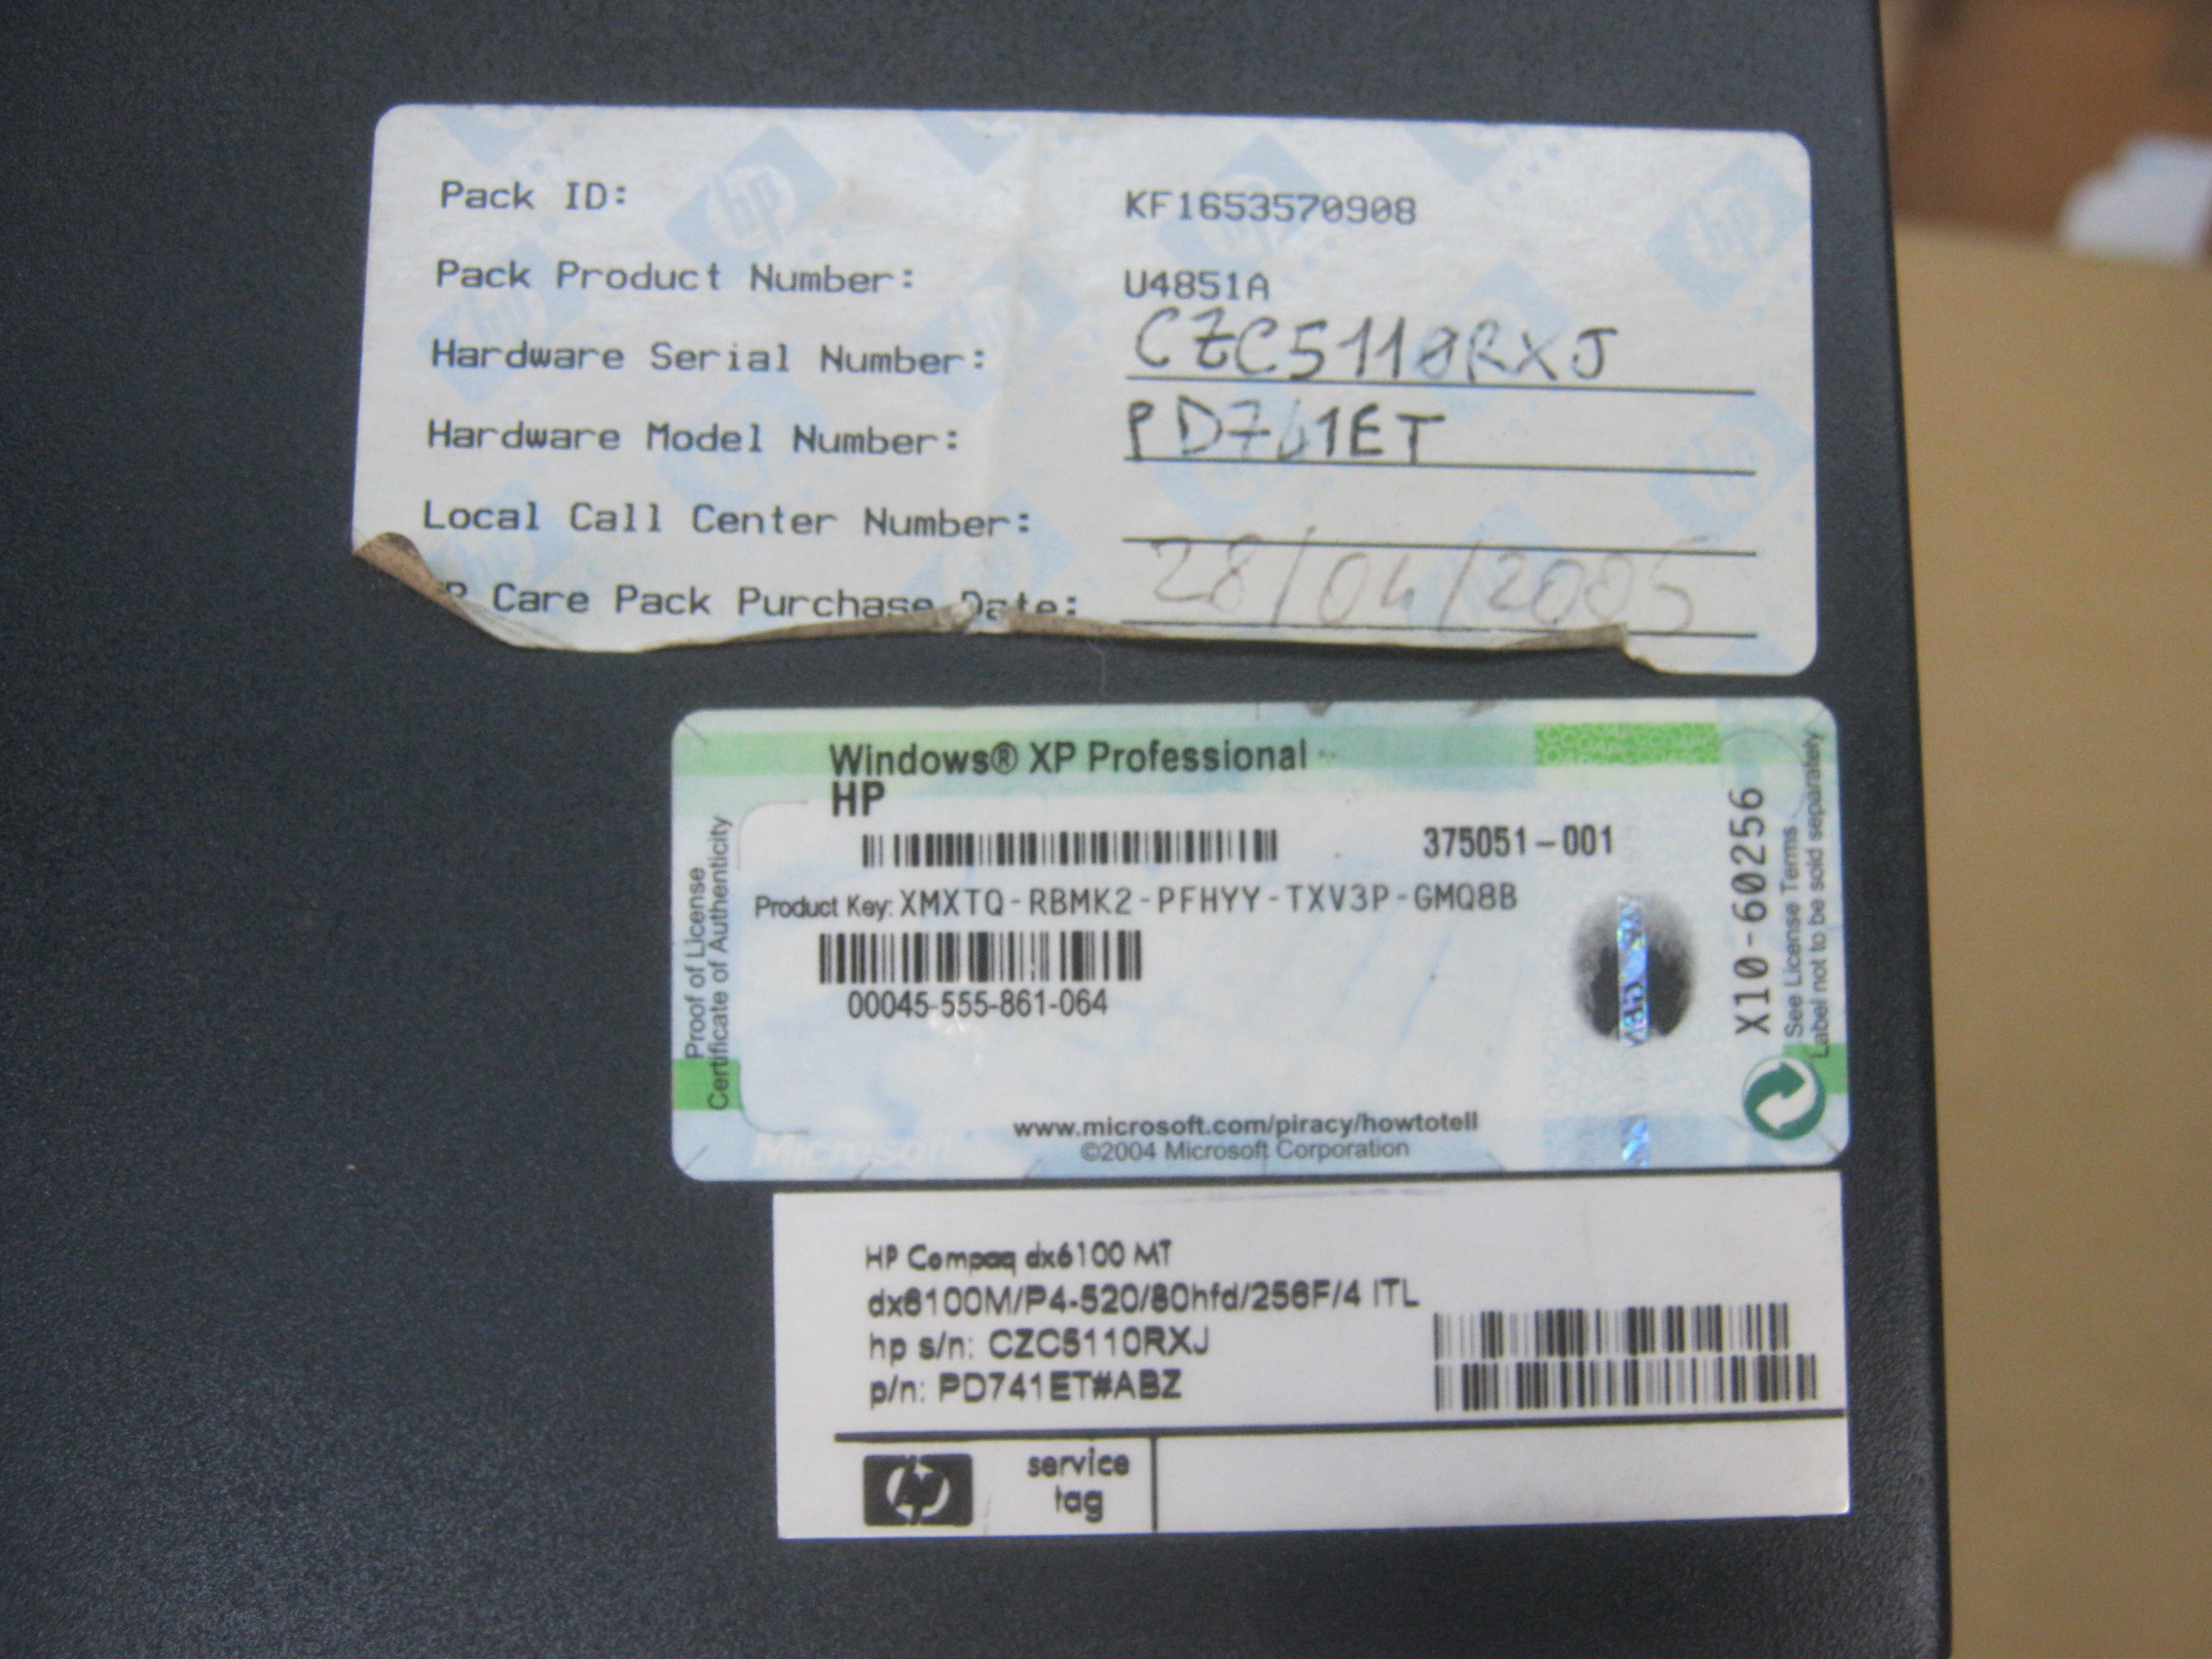 Pack ID: KF1653570908
Pack Product Number: U4851A
Hardware Serial Number: CZC5110RXJ
Hardware Model Number: PD741ET
Local Call Center Number:
P Care Pack Purchase Date: 28/04/2005
Windows® XP Professional
HP
375051-001
Product Key: XMXTQ-RBMK2-PFHYY-TXV3P-GMQ8B
00045-555-861-064
www.microsoft.com/piracy/howtotell
©2004 Microsoft Corporation
Microsoft
Proof of License
Certificate of Authenticity
X10-60256
See License Terms
Label not to be sold separately
HP Compaq dx6100 MT
dx6100M/P4-520/80hfd/256F/4 ITL
hp s/n: CZC5110RXJ
p/n: PD741ET#ABZ
hp
service
tag